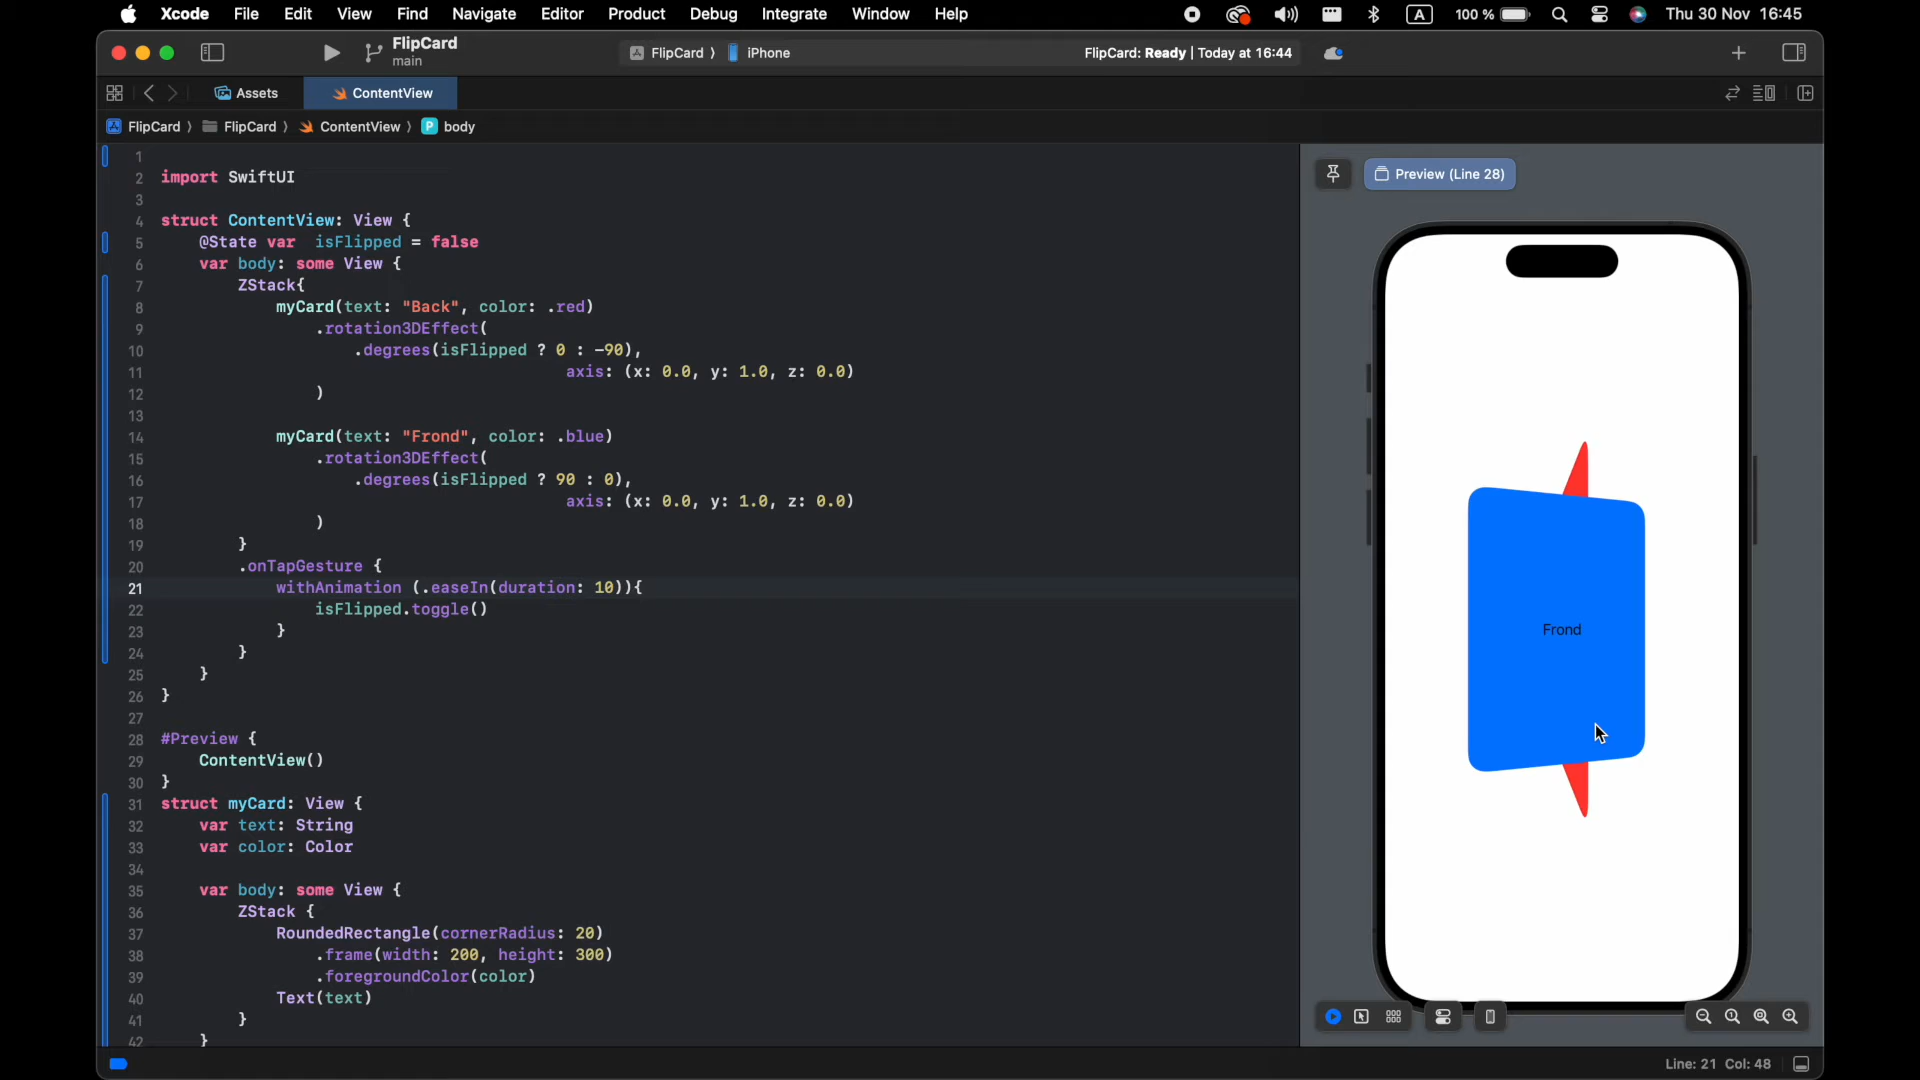 Xcode File Edit View Find Navigate Editor Product Debug Integrate Window Help A 100 % Thu 30 Nov 16:45
FlipCard
main
FlipCard iPhone FlipCard: Ready | Today at 16:44
Assets ContentView
FlipCard FlipCard ContentView P body
1
2 import SwiftUI
3
4 struct ContentView: View {
5 @State var isFlipped = false
6 var body: some View {
7 ZStack{
8 myCard(text: "Back", color: .red)
9 .rotation3DEffect(
10 .degrees(isFlipped ? 0 : -90),
11 axis: (x: 0.0, y: 1.0, z: 0.0)
12 )
13
14 myCard(text: "Frond", color: .blue)
15 .rotation3DEffect(
16 .degrees(isFlipped ? 90 : 0),
17 axis: (x: 0.0, y: 1.0, z: 0.0)
18 )
19 }
20 .onTapGesture {
21 withAnimation (.easeIn(duration: 10)){
22 isFlipped.toggle()
23 }
24 }
25 }
26 }
27
28 #Preview {
29 ContentView()
30 }
31 struct myCard: View {
32 var text: String
33 var color: Color
34
35 var body: some View {
36 ZStack {
37 RoundedRectangle(cornerRadius: 20)
38 .frame(width: 200, height: 300)
39 .foregroundColor(color)
40 Text(text)
41 }
42 }
Preview (Line 28)
Frond
Line: 21 Col: 48